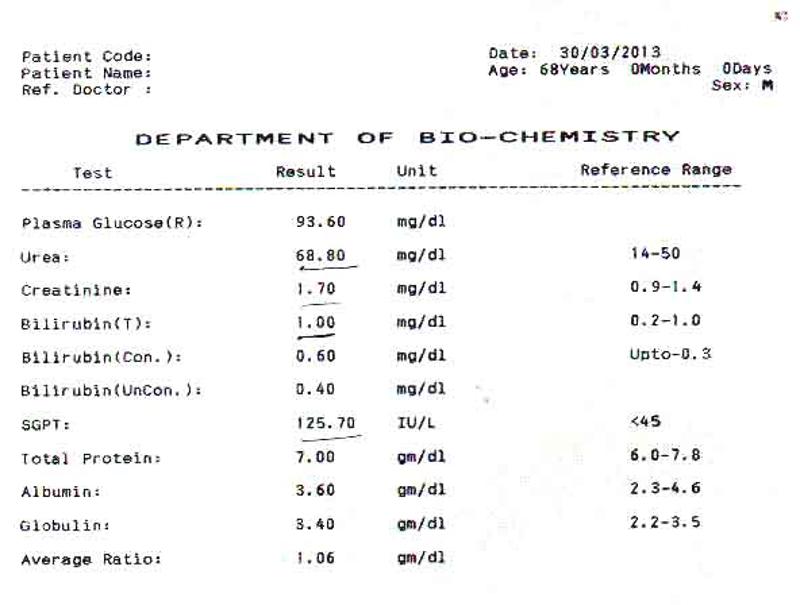 Patient Code:
Date: 30/03/2013
Patient Name:
Age: 68Years 0Months 0Days
Ref. Doctor :
Sex: M
DEPARTMENT OF BIO-CHEMISTRY
Test Result Unit Reference Range
Plasma Glucose(R): 93.60 mg/dl
Urea: 68.80 mg/dl 14-50
Creatinine: 1.70 mg/dl 0.9-1.4
Bilirubin(T): 1.00 mg/dl 0.2-1.0
Bilirubin(Con.): 0.60 mg/dl Upto-0.3
Bilirubin(UnCon.): 0.40 mg/dl
SGPT: 125.70 IU/L <45
Total Protein: 7.00 gm/dl 6.0-7.8
Albumin: 3.60 gm/dl 2.3-4.6
Globulin: 3.40 gm/dl 2.2-3.5
Average Ratio: 1.06 gm/dl